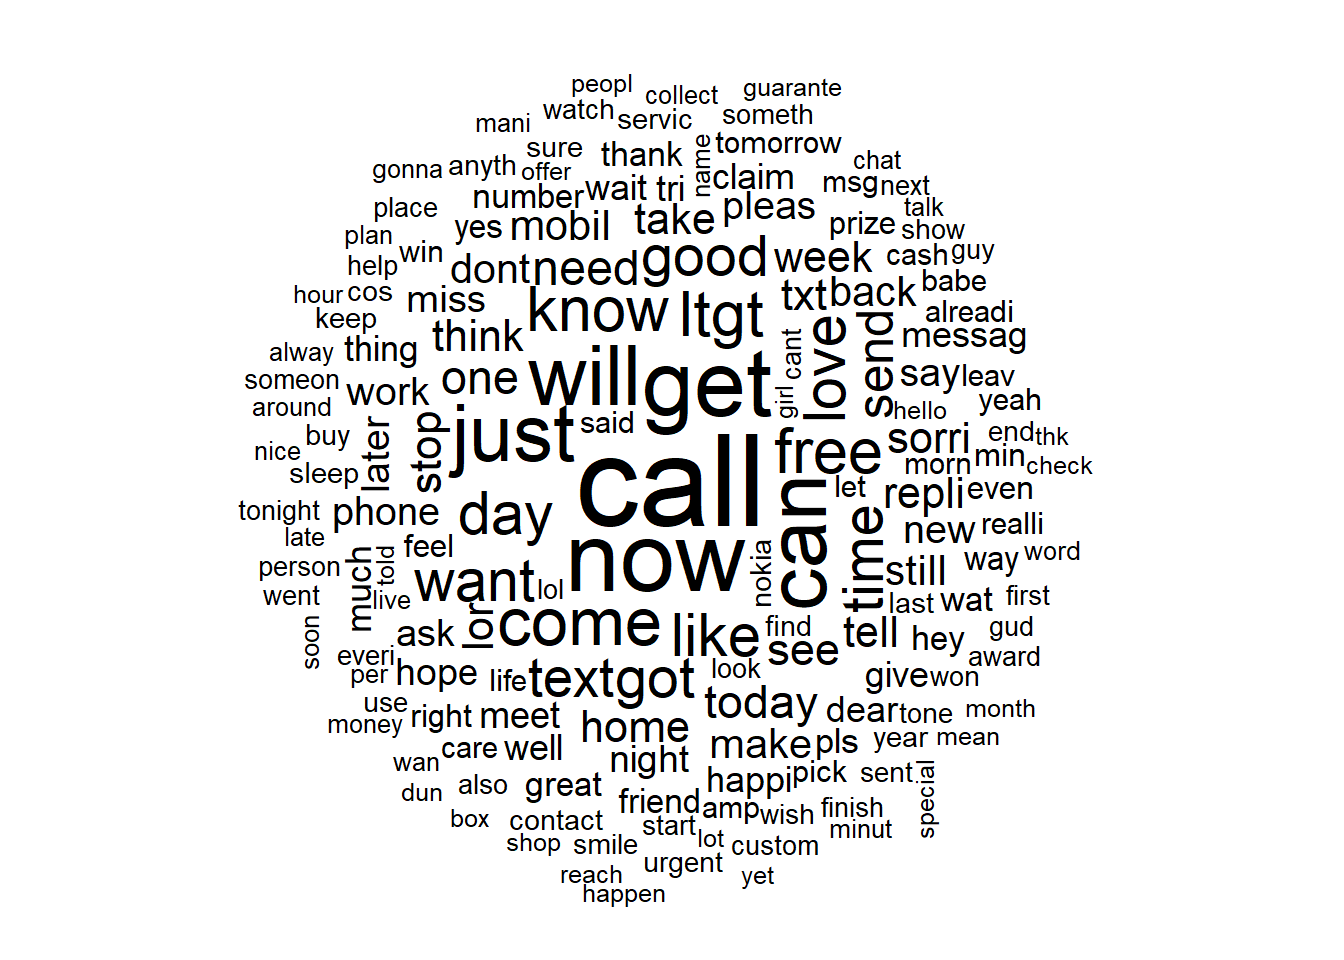 peopl
collect
guarante
watch
mani
servic
someth
sure
thank
name
tomorrow
gonna
anyth
offer
chat
number
wait
tri
claim
msg
next
place
yes
mobil
take
pleas
prize
talk
show
plan
win
help
dont
need
good
week
cash
guy
hour
cos
miss
know
ltgt
txt
back
babe
alreadi
keep
think
cant
love
send
messag
alway
thing
will
get
someon
work
one
girl
say
leav
around
just
said
hello
yeah
nice
buy
later
stop
call
free
sorri
end
thk
sleep
morn
min
check
can
let
repli
even
tonight
phone
day
time
new
realli
late
feel
now
nokia
still
way
word
person
much
told
want
lol
went
live
last
wat
first
soon
ask
lor
come
like
find
see
tell
hey
gud
everi
award
per
hope
life
text
got
look
give
won
use
money
right
meet
home
today
dear
tone
month
wan
care
well
night
make
pls
year
mean
dun
also
great
happi
pick
sent
special
box
contact
friend
amp
wish
finish
start
minut
shop
smile
lot
custom
urgent
reach
yet
happen